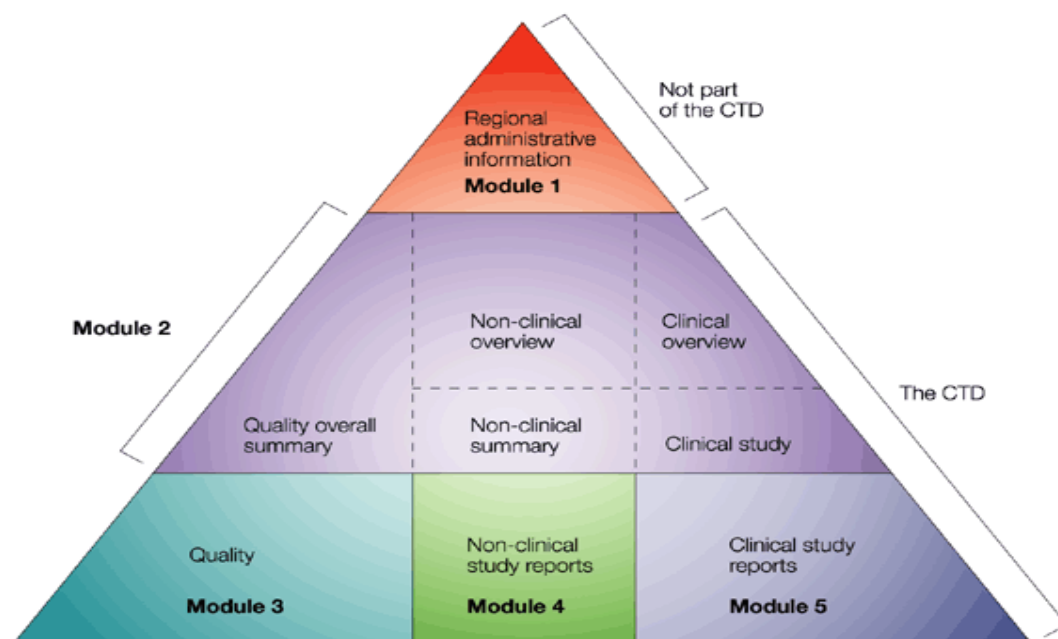 Not part
of the CTD
Regional
administrative
information
Module 1
Module 2
Non-clinical
overview
Clinical
overview
The CTD
Quality overall
summary
Non-clinical
summary
Clinical study
Quality
Module 3
Non-clinical
study reports
Module 4
Clinical study
reports
Module 5